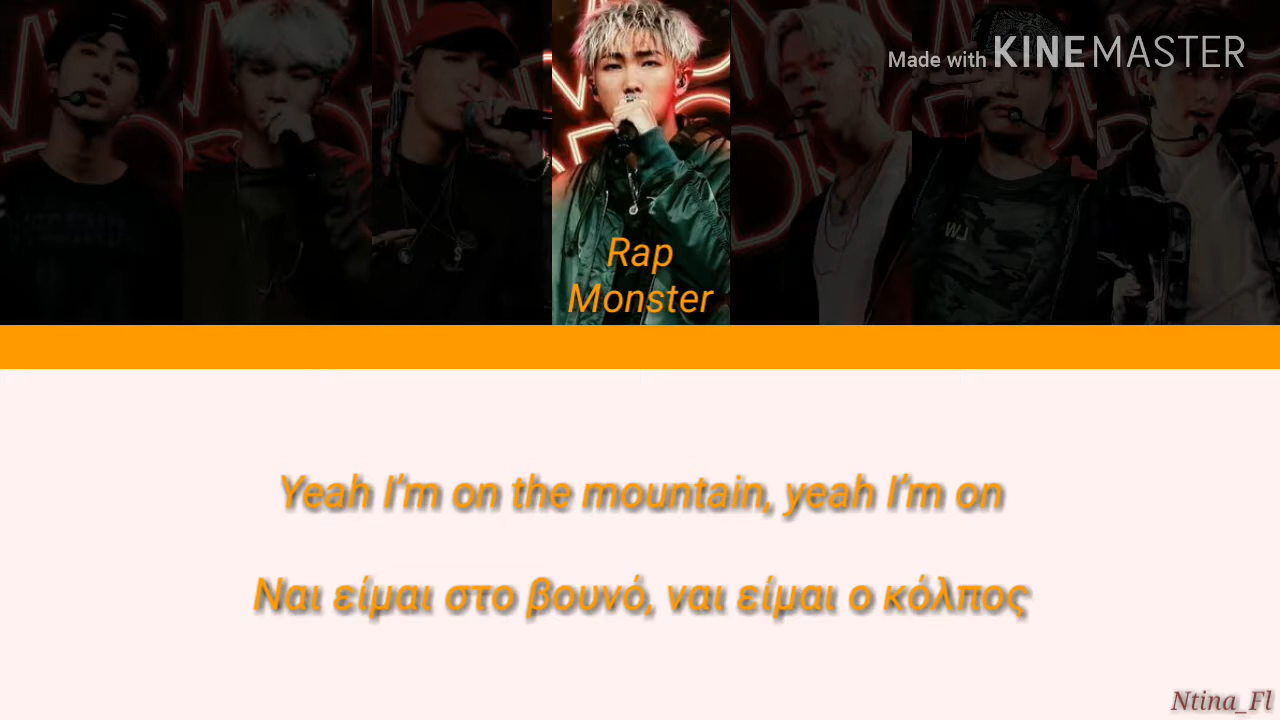 Made with KINEMASTER
Rap
Monster
Yeah I'm on the mountain, yeah I'm on
Ναι είμαι στο βουνό, ναι είμαι ο κόλπος
Ntina_Fl